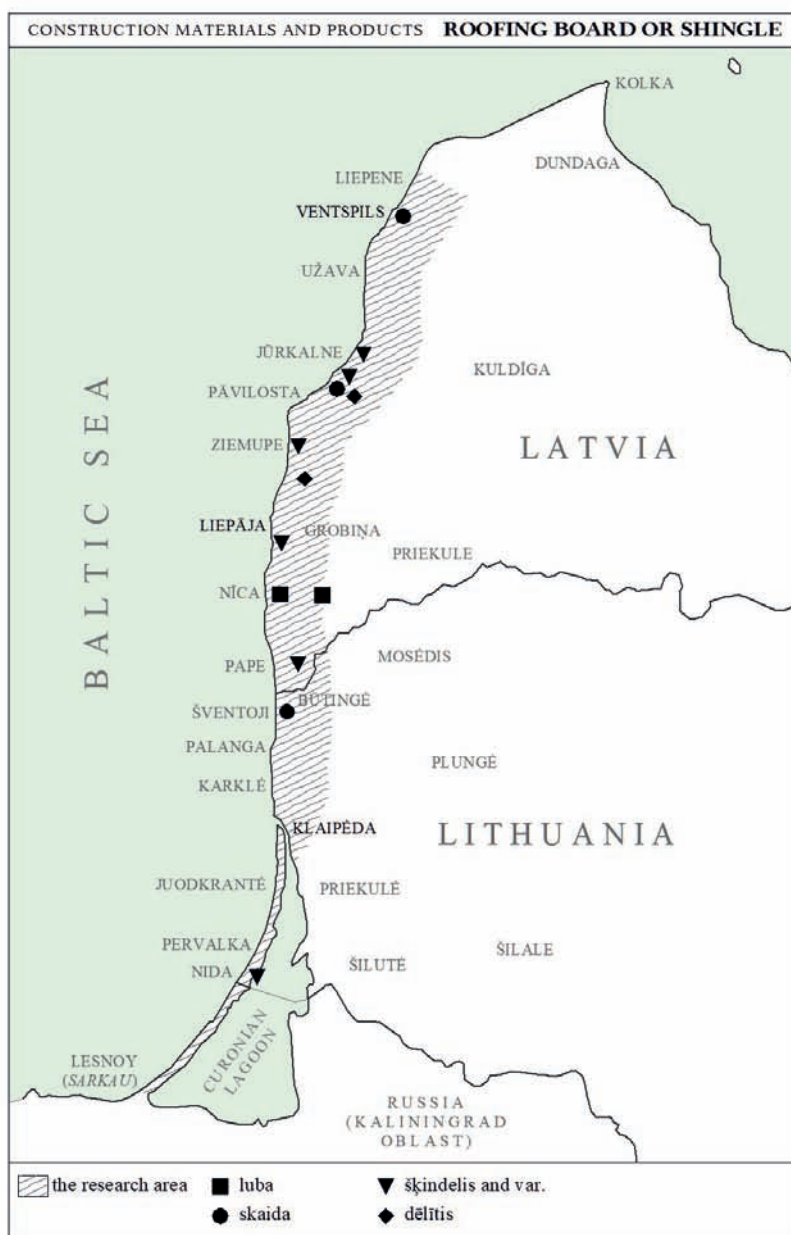 CONSTRUCTION MATERIALS AND PRODUCTS ROOFING BOARD OR SHINGLE
KOLKA
DUNDAGA
LIEPENE
VENTSPILS
UŽAVA
JŪRKALNE
KULDĪGA
PĀVILOSTA
BALTIC SEA
ZIEMUPE
LATVIA
LIEPĀJA
GROBIŅA
PRIEKULE
NĪCA
MOSĖDIS
PAPE
BŪTINGĖ
ŠVENTOJI
PALANGA
PLUNGĖ
KARKLĖ
KLAIPĖDA
LITHUANIA
JUODKRANTĖ
PRIEKULĖ
PERVALKA
ŠILALE
NIDA
ŠILUTĖ
CURONIAN
LAGOON
LESNOY
(SARKAU)
RUSSIA
(KALININGRAD
OBLAST)
the research area luba šķindelis and var.
skaida dēlītis